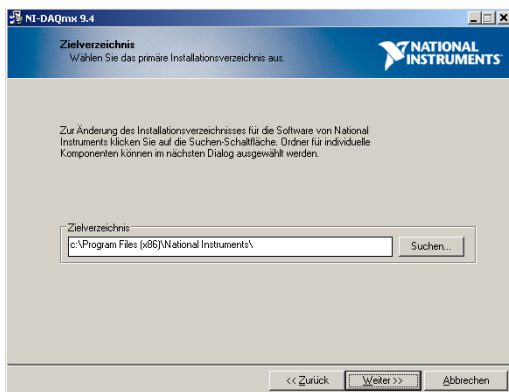 NI-DAQmx 9.4
Zielverzeichnis
Wählen Sie das primäre Installationsverzeichnis aus.
NATIONAL
INSTRUMENTS
Zur Änderung des Installationsverzeichnisses für die Software von National
Instruments klicken Sie auf die Suchen-Schaltfläche. Ordner für individuelle
Komponenten können im nächsten Dialog ausgewählt werden.
Zielverzeichnis
c:\Program Files (x86)\National Instruments\
Suchen...
<< Zurück
Weiter >>
Abbrechen